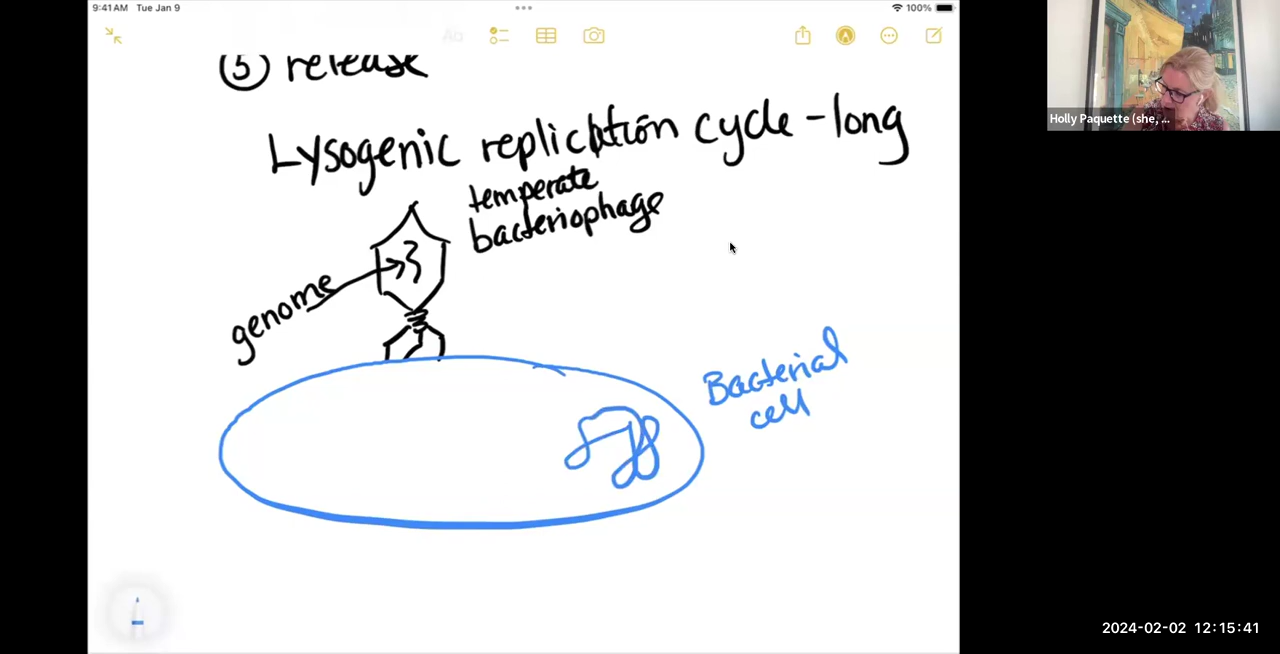 9:41 AM Tue Jan 9
100%
Ab
5 release
Lysogenic replication cycle - long
temperate
bacteriophage
genome
Bacterial
cell
Holly Paquette (she, ...
2024-02-02 12:15:41